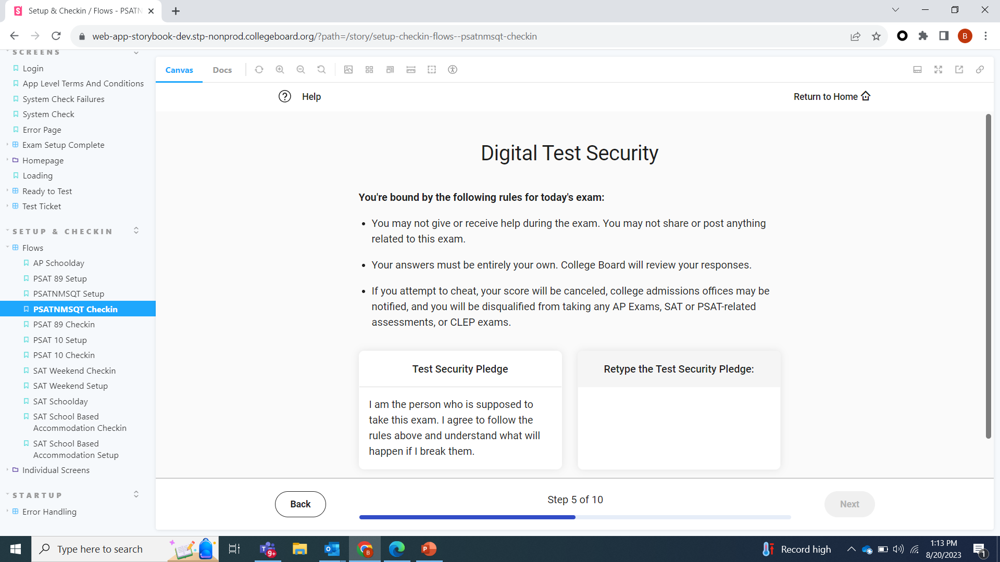 Setup & Checkin / Flows - PSATN
web-app-storybook-dev.stp-nonprod.collegeboard.org/?path=/story/setup-checkin-flows--psatnmsqt-checkin
B
SCREENS
Login
App Level Terms And Conditions
System Check Failures
System Check
Error Page
Exam Setup Complete
Homepage
Loading
Ready to Test
Test Ticket
SETUP & CHECKIN
Flows
AP Schoolday
PSAT 89 Setup
PSATNMSQT Setup
PSATNMSQT Checkin
PSAT 89 Checkin
PSAT 10 Setup
PSAT 10 Checkin
SAT Weekend Checkin
SAT Weekend Setup
SAT Schoolday
SAT School Based
Accommodation Checkin
SAT School Based
Accommodation Setup
Individual Screens
STARTUP
Error Handling
Canvas Docs
Help
Return to Home
Digital Test Security
You're bound by the following rules for today's exam:
• You may not give or receive help during the exam. You may not share or post anything
related to this exam.
• Your answers must be entirely your own. College Board will review your responses.
• If you attempt to cheat, your score will be canceled, college admissions offices may be
notified, and you will be disqualified from taking any AP Exams, SAT or PSAT-related
assessments, or CLEP exams.
Test Security Pledge
I am the person who is supposed to
take this exam. I agree to follow the
rules above and understand what will
happen if I break them.
Retype the Test Security Pledge:
Back
Step 5 of 10
Next
Type here to search
9+
Record high
1:13 PM
8/20/2023
1